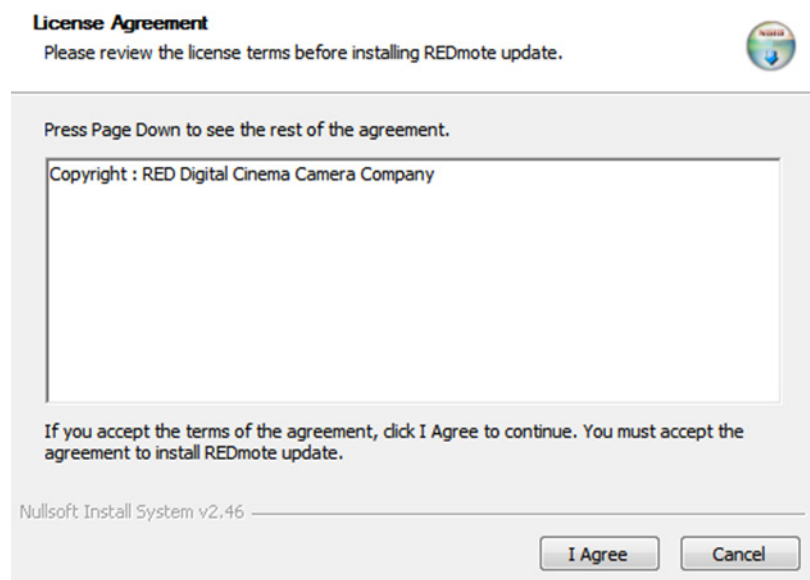 License Agreement
Please review the license terms before installing REDmote update.
Press Page Down to see the rest of the agreement.
Copyright : RED Digital Cinema Camera Company
If you accept the terms of the agreement, click I Agree to continue. You must accept the
agreement to install REDmote update.
Nullsoft Install System v2.46
I Agree
Cancel